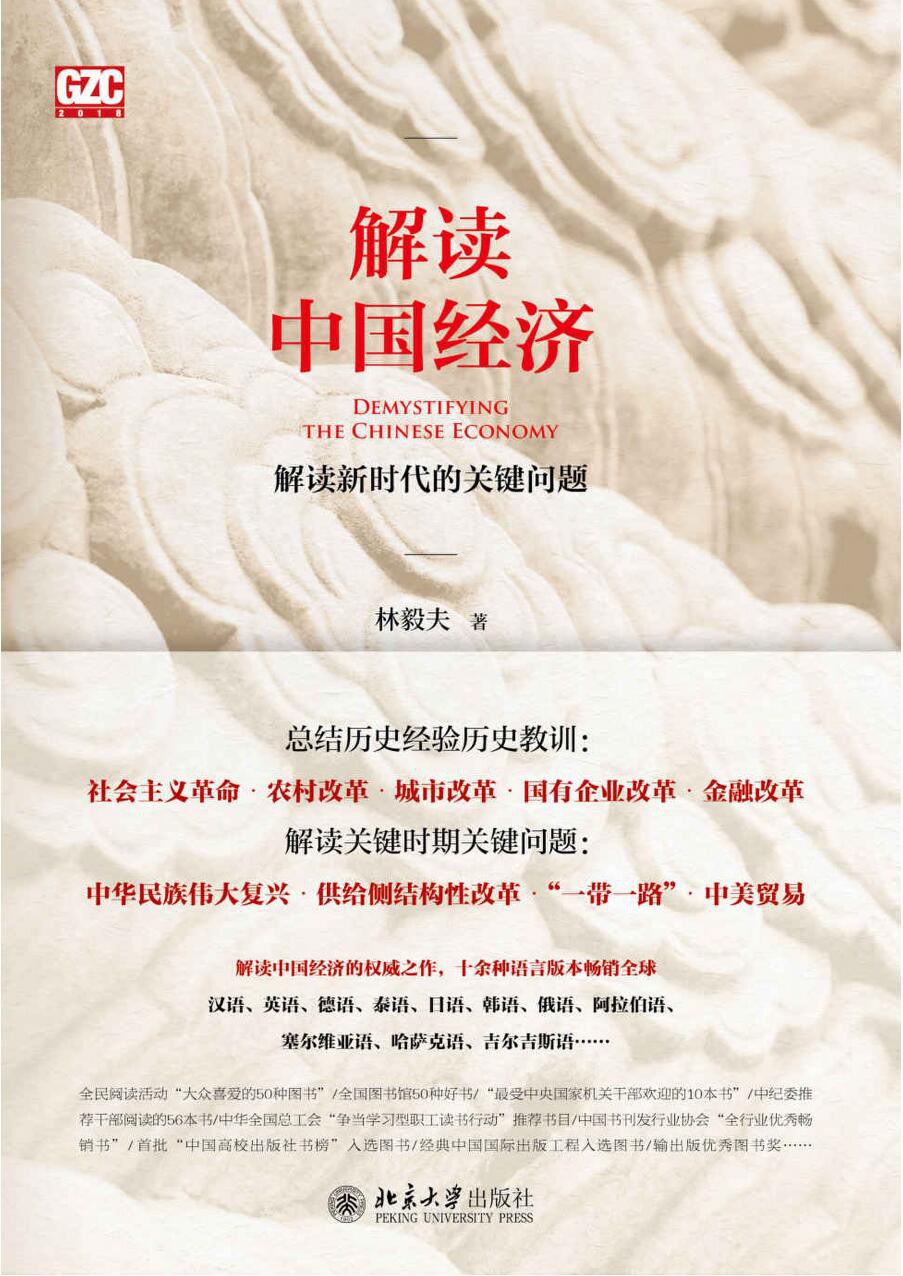 GZC
2018
解读
中国经济
DEMYSTIFYING
THE CHINESE ECONOMY
解读新时代的关键问题
林毅夫 著
总结历史经验历史教训：
社会主义革命·农村改革·城市改革·国有企业改革·金融改革
解读关键时期关键问题：
中华民族伟大复兴·供给侧结构性改革·“一带一路”·中美贸易
解读中国经济的权威之作，十余种语言版本畅销全球
汉语、英语、德语、泰语、日语、韩语、俄语、阿拉伯语、
塞尔维亚语、哈萨克语、吉尔吉斯语……
全民阅读活动“大众喜爱的50种图书”/全国图书馆50种好书/“最受中央国家机关干部欢迎的10本书”/中纪委推
荐干部阅读的56本书/中华全国总工会“争当学习型职工读书行动”推荐书目/中国书刊发行业协会“全行业优秀畅
销书”/首批“中国高校出版社书榜”入选图书/经典中国国际出版工程入选图书/输出版优秀图书奖……
北京大学出版社
PEKING UNIVERSITY PRESS